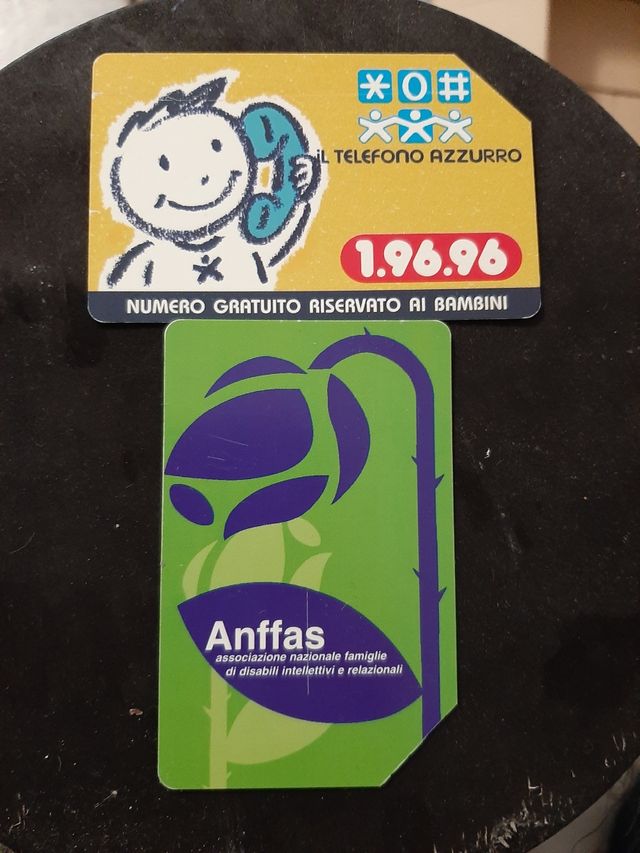 *0#
iL TELEFONO AZZURRO
1.96.96
NUMERO GRATUITO RISERVATO AI BAMBINI
Anffas
associazione nazionale famiglie
di disabili intellettivi e relazionali